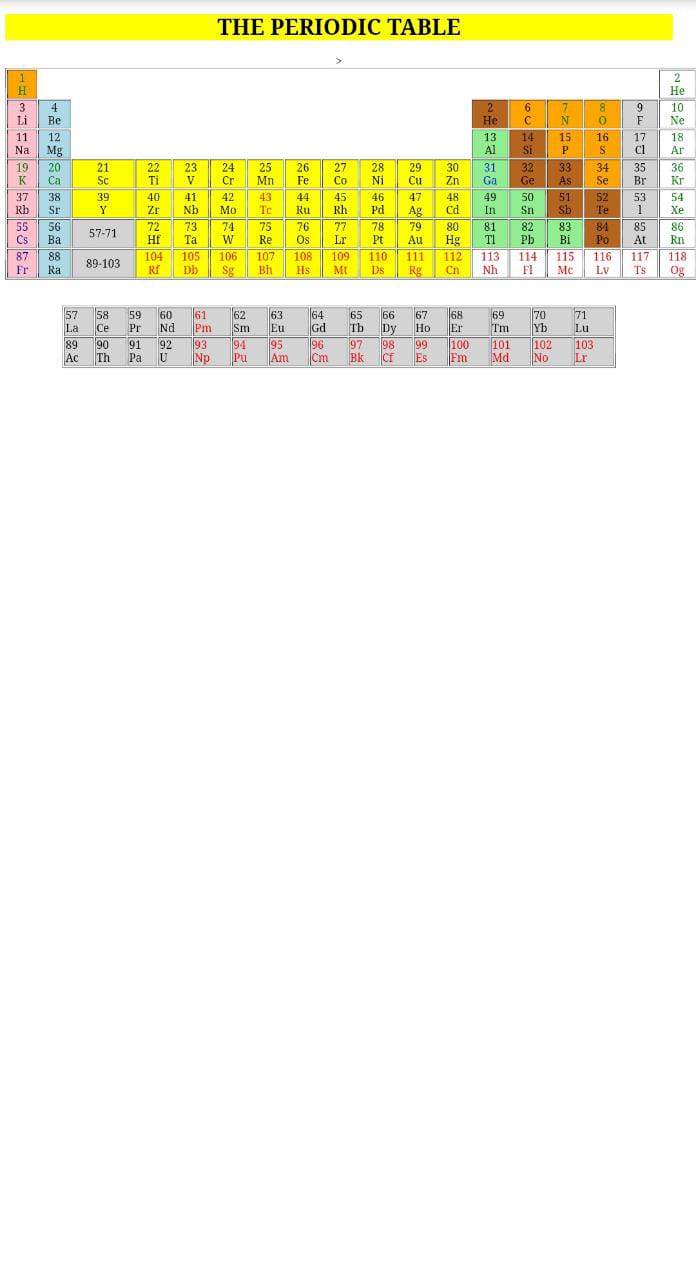 THE PERIODIC TABLE
>
1 2
H He
3 4 2 6 7 8 9 10
Li Be He C N O F Ne
11 12 13 14 15 16 17 18
Na Mg Al Si P S Cl Ar
19 20 21 22 23 24 25 26 27 28 29 30 31 32 33 34 35 36
K Ca Sc Ti V Cr Mn Fe Co Ni Cu Zn Ga Ge As Se Br Kr
37 38 39 40 41 42 43 44 45 46 47 48 49 50 51 52 53 54
Rb Sr Y Zr Nb Mo Tc Ru Rh Pd Ag Cd In Sn Sb Te l Xe
55 56 57-71 72 73 74 75 76 77 78 79 80 81 82 83 84 85 86
Cs Ba Hf Ta W Re Os Lr Pt Au Hg Tl Pb Bi Po At Rn
87 88 89-103 104 105 106 107 108 109 110 111 112 113 114 115 116 117 118
Fr Ra Rf Db Sg Bh Hs Mt Ds Rg Cn Nh Fl Mc Lv Ts Og
57 58 59 60 61 62 63 64 65 66 67 68 69 70 71
La Ce Pr Nd Pm Sm Eu Gd Tb Dy Ho Er Tm Yb Lu
89 90 91 92 93 94 95 96 97 98 99 100 101 102 103
Ac Th Pa U Np Pu Am Cm Bk Cf Es Fm Md No Lr